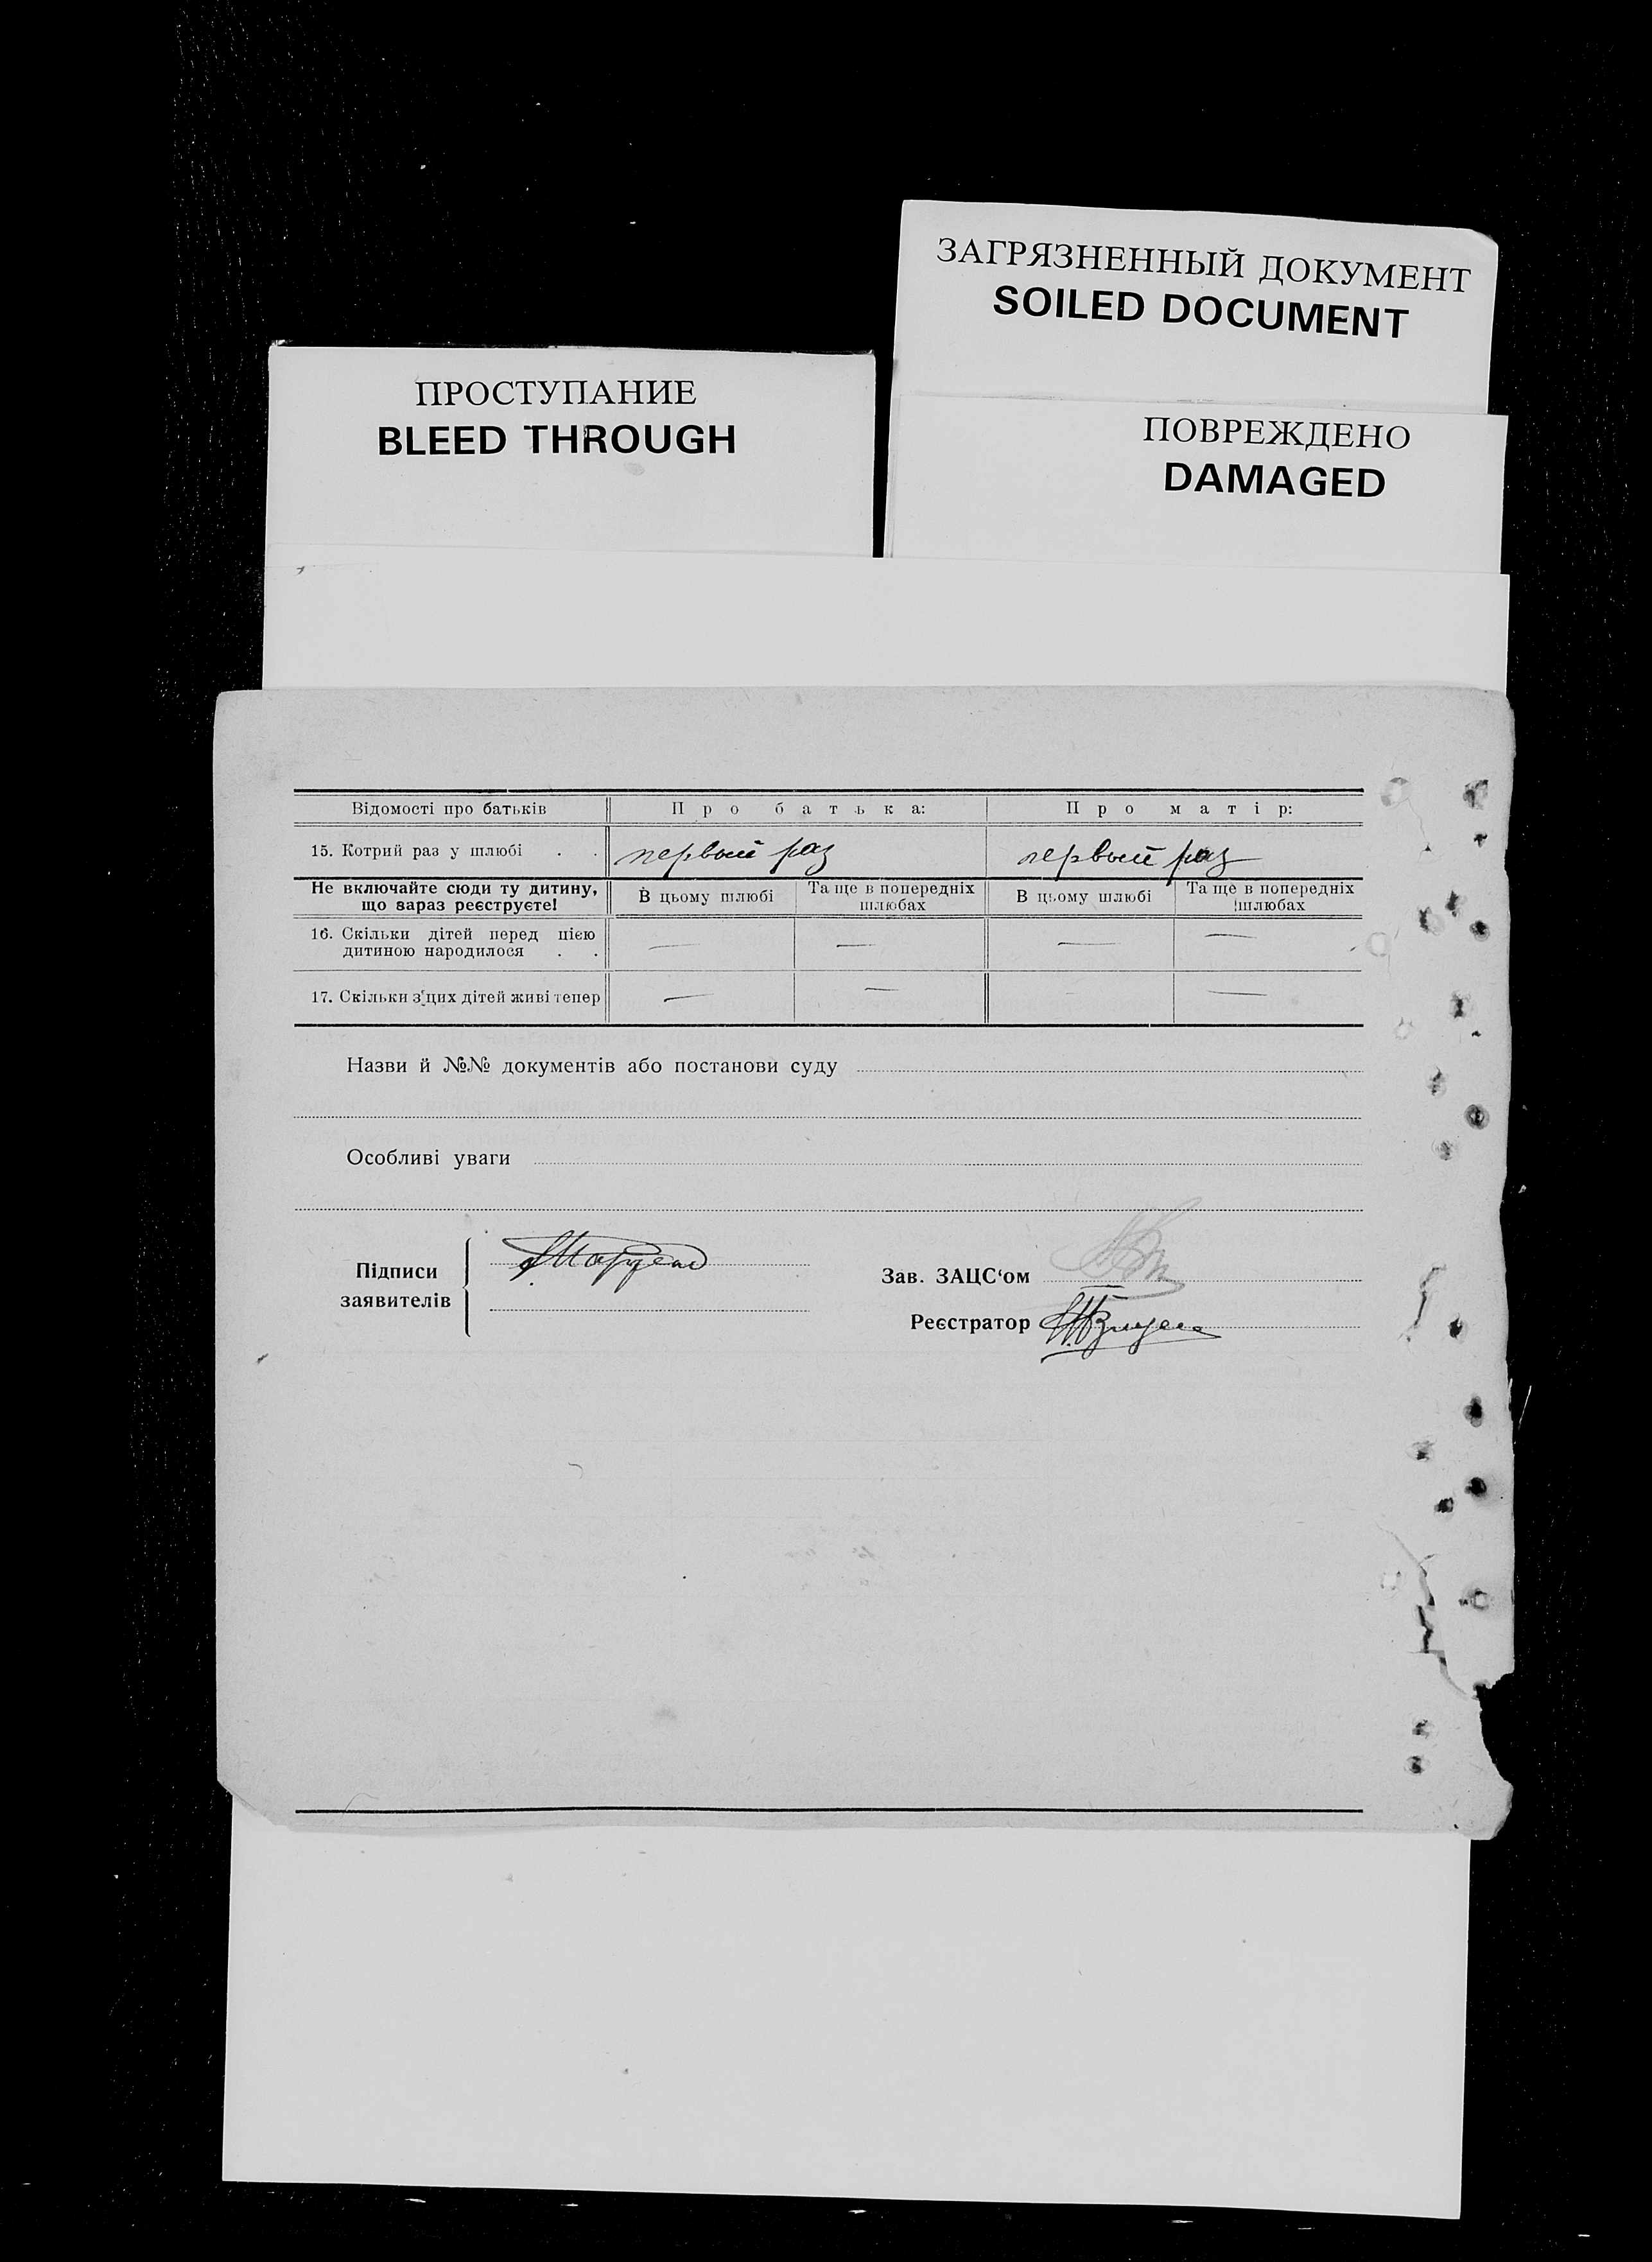 ЗАГРЯЗНЕННЫЙ ДОКУМЕНТ
SOILED DOCUMENT
ПРОСТУПАНИЕ
BLEED THROUGH
ПОВРЕЖДЕНО
DAMAGED
Відомості про батьків Про батька: Про матір:
15. Котрий раз у шлюбі . . первый раз первый раз
Не включайте сюди ту дитину, що зараз реєструєте! В цьому шлюбі Та ще в попередніх шлюбах В цьому шлюбі Та ще в попередніх шлюбах
16. Скільки дітей перед цією
дитиною народилося . . — — — —
17. Скільки з цих дітей живі тепер — — —
Назви й №№ документів або постанови суду
Особливі уваги
Підписи
заявителів
Зав. ЗАЦС‘ом
Реєстратор